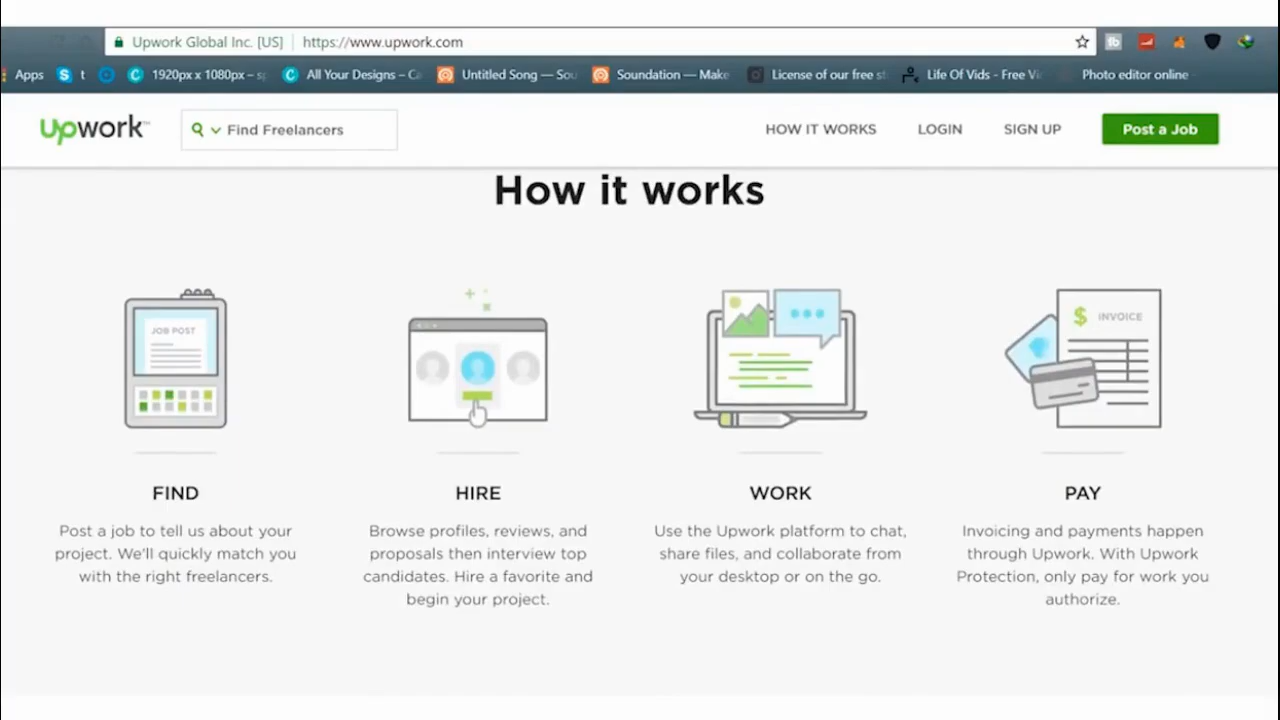 Upwork Global Inc. [US] https://www.upwork.com
Apps t 1920px x 1080px – s All Your Designs – C Untitled Song — Sou Soundation — Make License of our free s Life Of Vids - Free Vi Photo editor online
upwork Find Freelancers HOW IT WORKS LOGIN SIGN UP Post a Job
How it works
JOB POST
$ INVOICE
FIND
Post a job to tell us about your
project. We'll quickly match you
with the right freelancers.
HIRE
Browse profiles, reviews, and
proposals then interview top
candidates. Hire a favorite and
begin your project.
WORK
Use the Upwork platform to chat,
share files, and collaborate from
your desktop or on the go.
PAY
Invoicing and payments happen
through Upwork. With Upwork
Protection, only pay for work you
authorize.